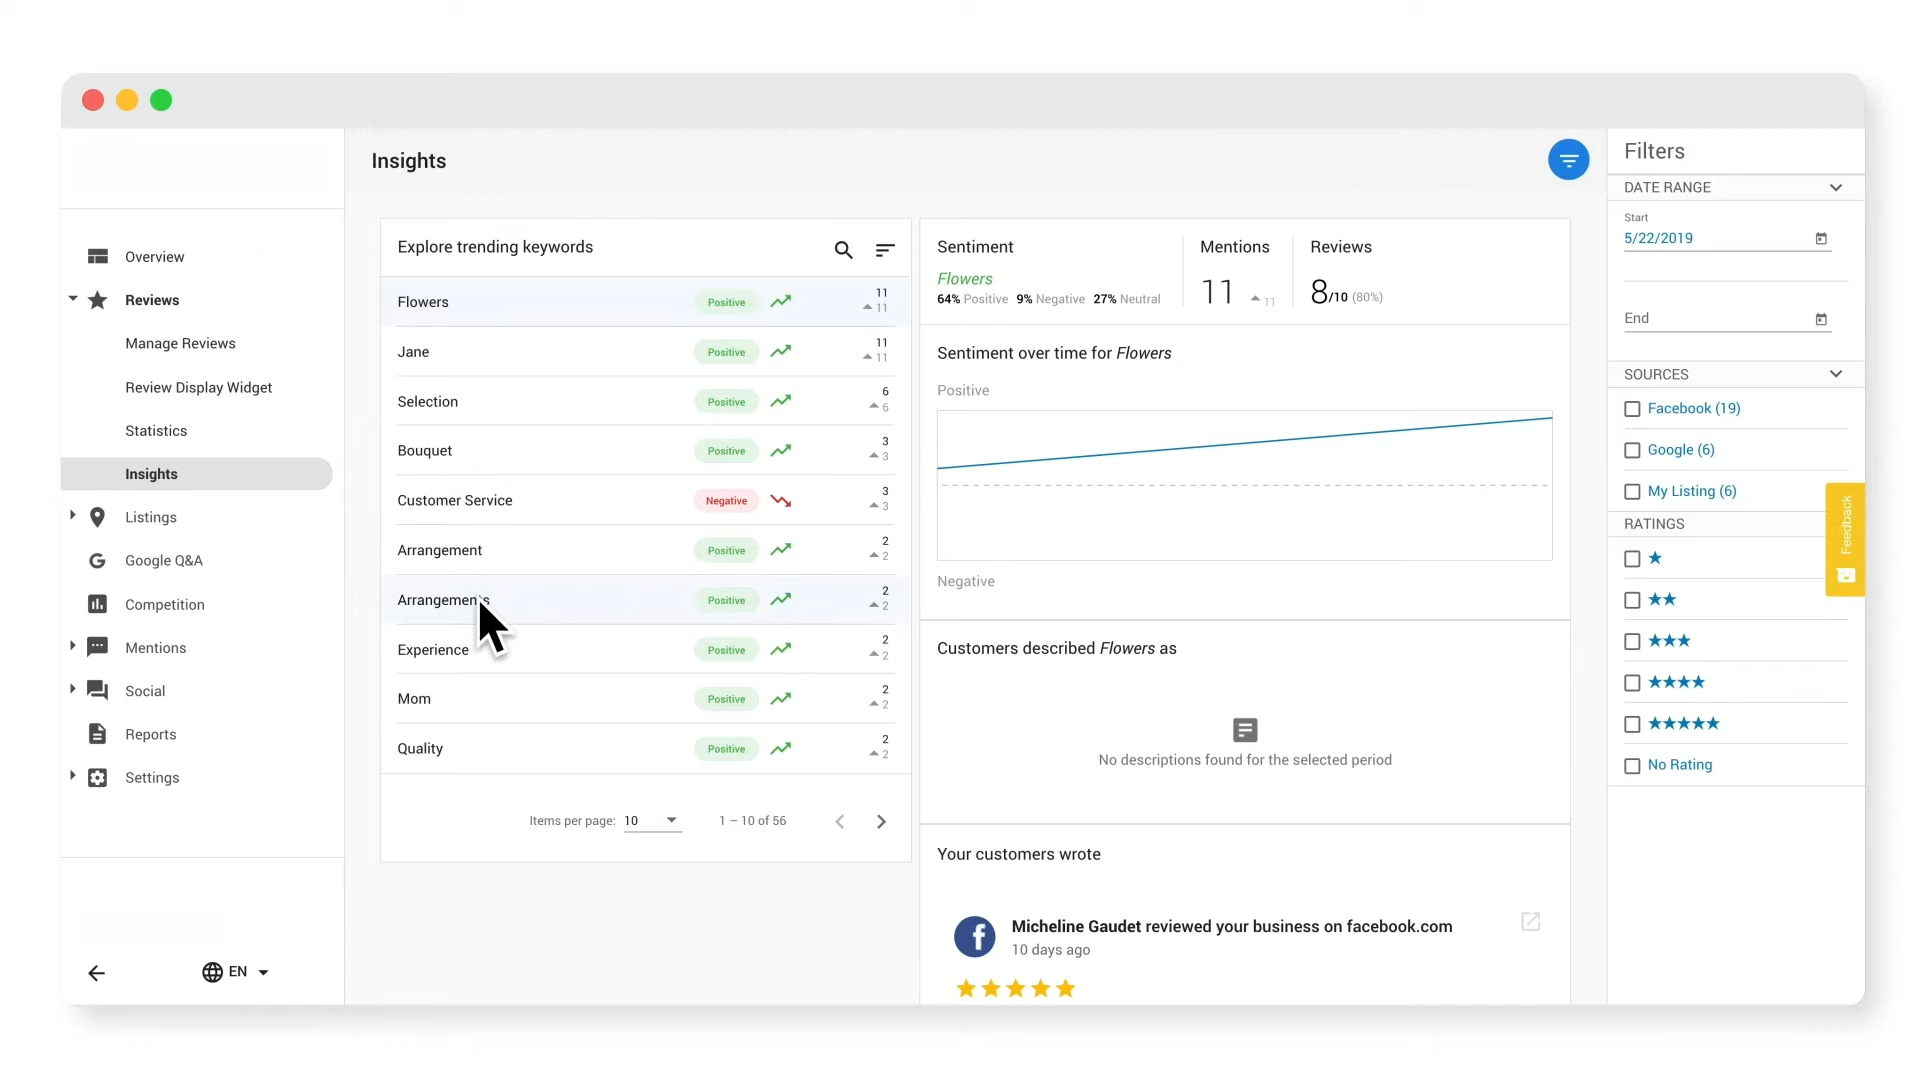 Insights
Overview
Reviews
Manage Reviews
Review Display Widget
Statistics
Insights
Listings
Google Q&A
Competition
Mentions
Social
Reports
Settings
EN
Explore trending keywords
Flowers Positive 11
11
Jane Positive 11
11
Selection Positive 6
6
Bouquet Positive 3
3
Customer Service Negative 3
3
Arrangement Positive 2
2
Arrangements Positive 2
2
Experience Positive 2
2
Mom Positive 2
2
Quality Positive 2
2
Items per page: 10 1 – 10 of 56
Sentiment
Flowers
64% Positive 9% Negative 27% Neutral
Mentions
11 11
Reviews
8/10 (80%)
Sentiment over time for Flowers
Positive
Negative
Customers described Flowers as
No descriptions found for the selected period
Your customers wrote
f
Micheline Gaudet reviewed your business on facebook.com
10 days ago
Filters
DATE RANGE
Start
5/22/2019
End
SOURCES
Facebook (19)
Google (6)
My Listing (6)
RATINGS
No Rating
Feedback